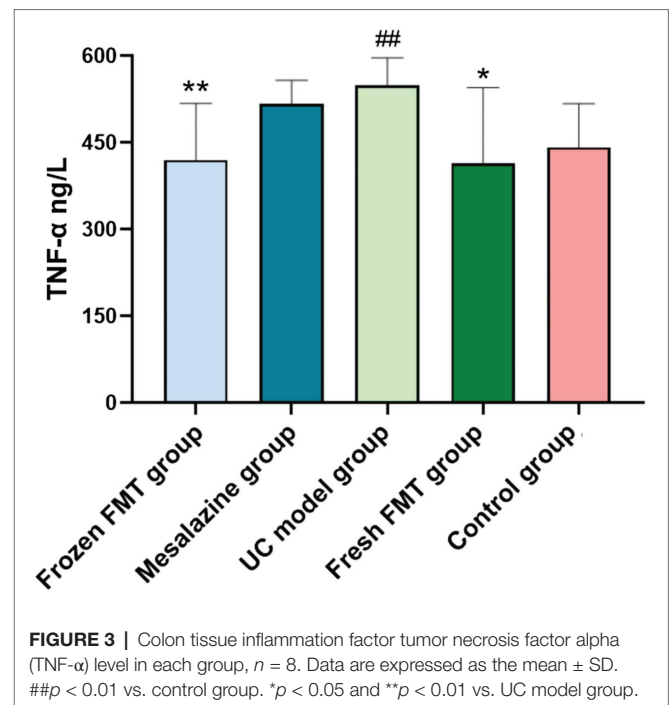 ##
600
**
*
450
300
150
0
TNF-α ng/L
Frozen FMT group
Mesalazine group
UC model group
Fresh FMT group
Control group
FIGURE 3 | Colon tissue inflammation factor tumor necrosis factor alpha
(TNF-α) level in each group, n = 8. Data are expressed as the mean ± SD.
##p < 0.01 vs. control group. *p < 0.05 and **p < 0.01 vs. UC model group.